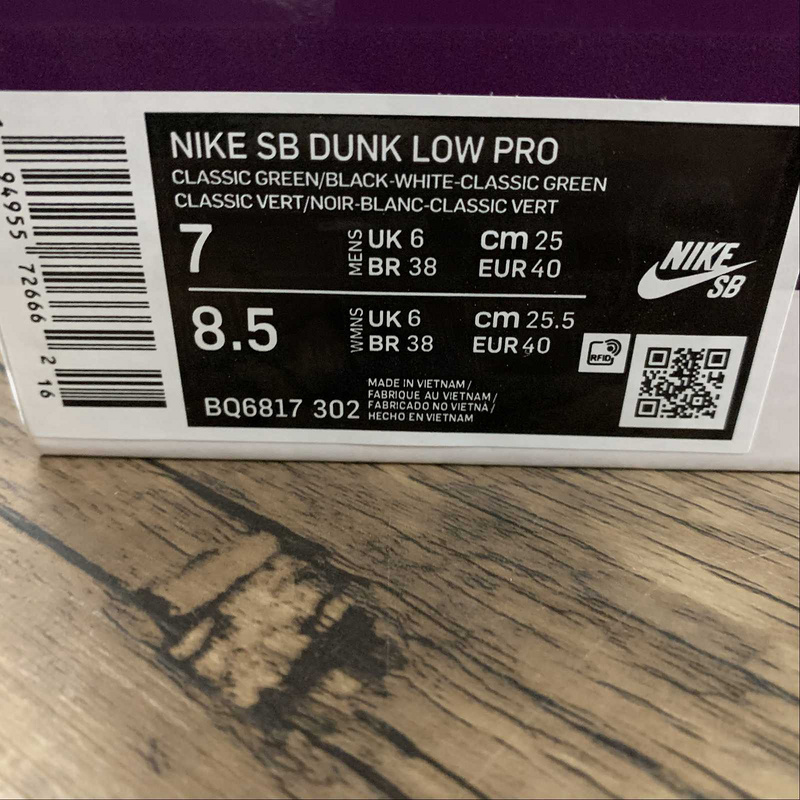 NIKE SB DUNK LOW PRO
CLASSIC GREEN/BLACK-WHITE-CLASSIC GREEN
CLASSIC VERT/NOIR-BLANC-CLASSIC VERT
7 MENS UK 6 cm 25
BR 38 EUR 40
8.5 WMNS UK 6 cm 25.5
BR 38 EUR 40
BQ6817 302
MADE IN VIETNAM /
FABRIQUE AU VIETNAM /
FABRICADO NO VIETNÃ /
HECHO EN VIETNAM
NIKE
SB
RFID
94955 72666 2 16